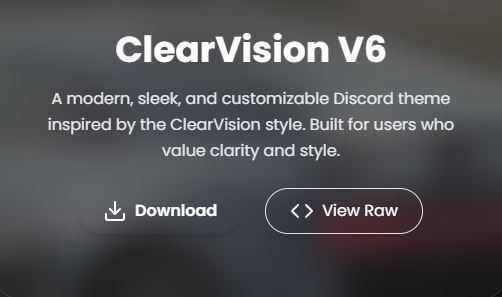 ClearVision V6
A modern, sleek, and customizable Discord theme
inspired by the ClearVision style. Built for users who
value clarity and style.
Download
View Raw